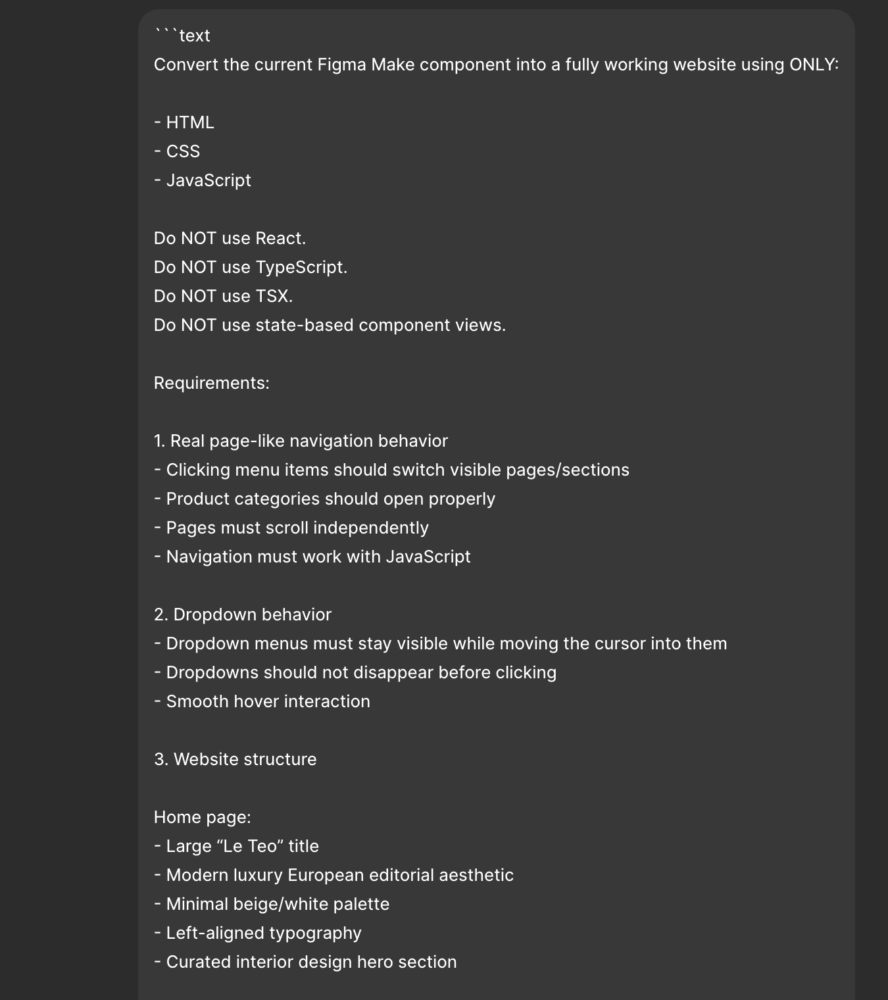 ```text
Convert the current Figma Make component into a fully working website using ONLY:
- HTML
- CSS
- JavaScript
Do NOT use React.
Do NOT use TypeScript.
Do NOT use TSX.
Do NOT use state-based component views.
Requirements:
1. Real page-like navigation behavior
- Clicking menu items should switch visible pages/sections
- Product categories should open properly
- Pages must scroll independently
- Navigation must work with JavaScript
2. Dropdown behavior
- Dropdown menus must stay visible while moving the cursor into them
- Dropdowns should not disappear before clicking
- Smooth hover interaction
3. Website structure
Home page:
- Large “Le Teo” title
- Modern luxury European editorial aesthetic
- Minimal beige/white palette
- Left-aligned typography
- Curated interior design hero section